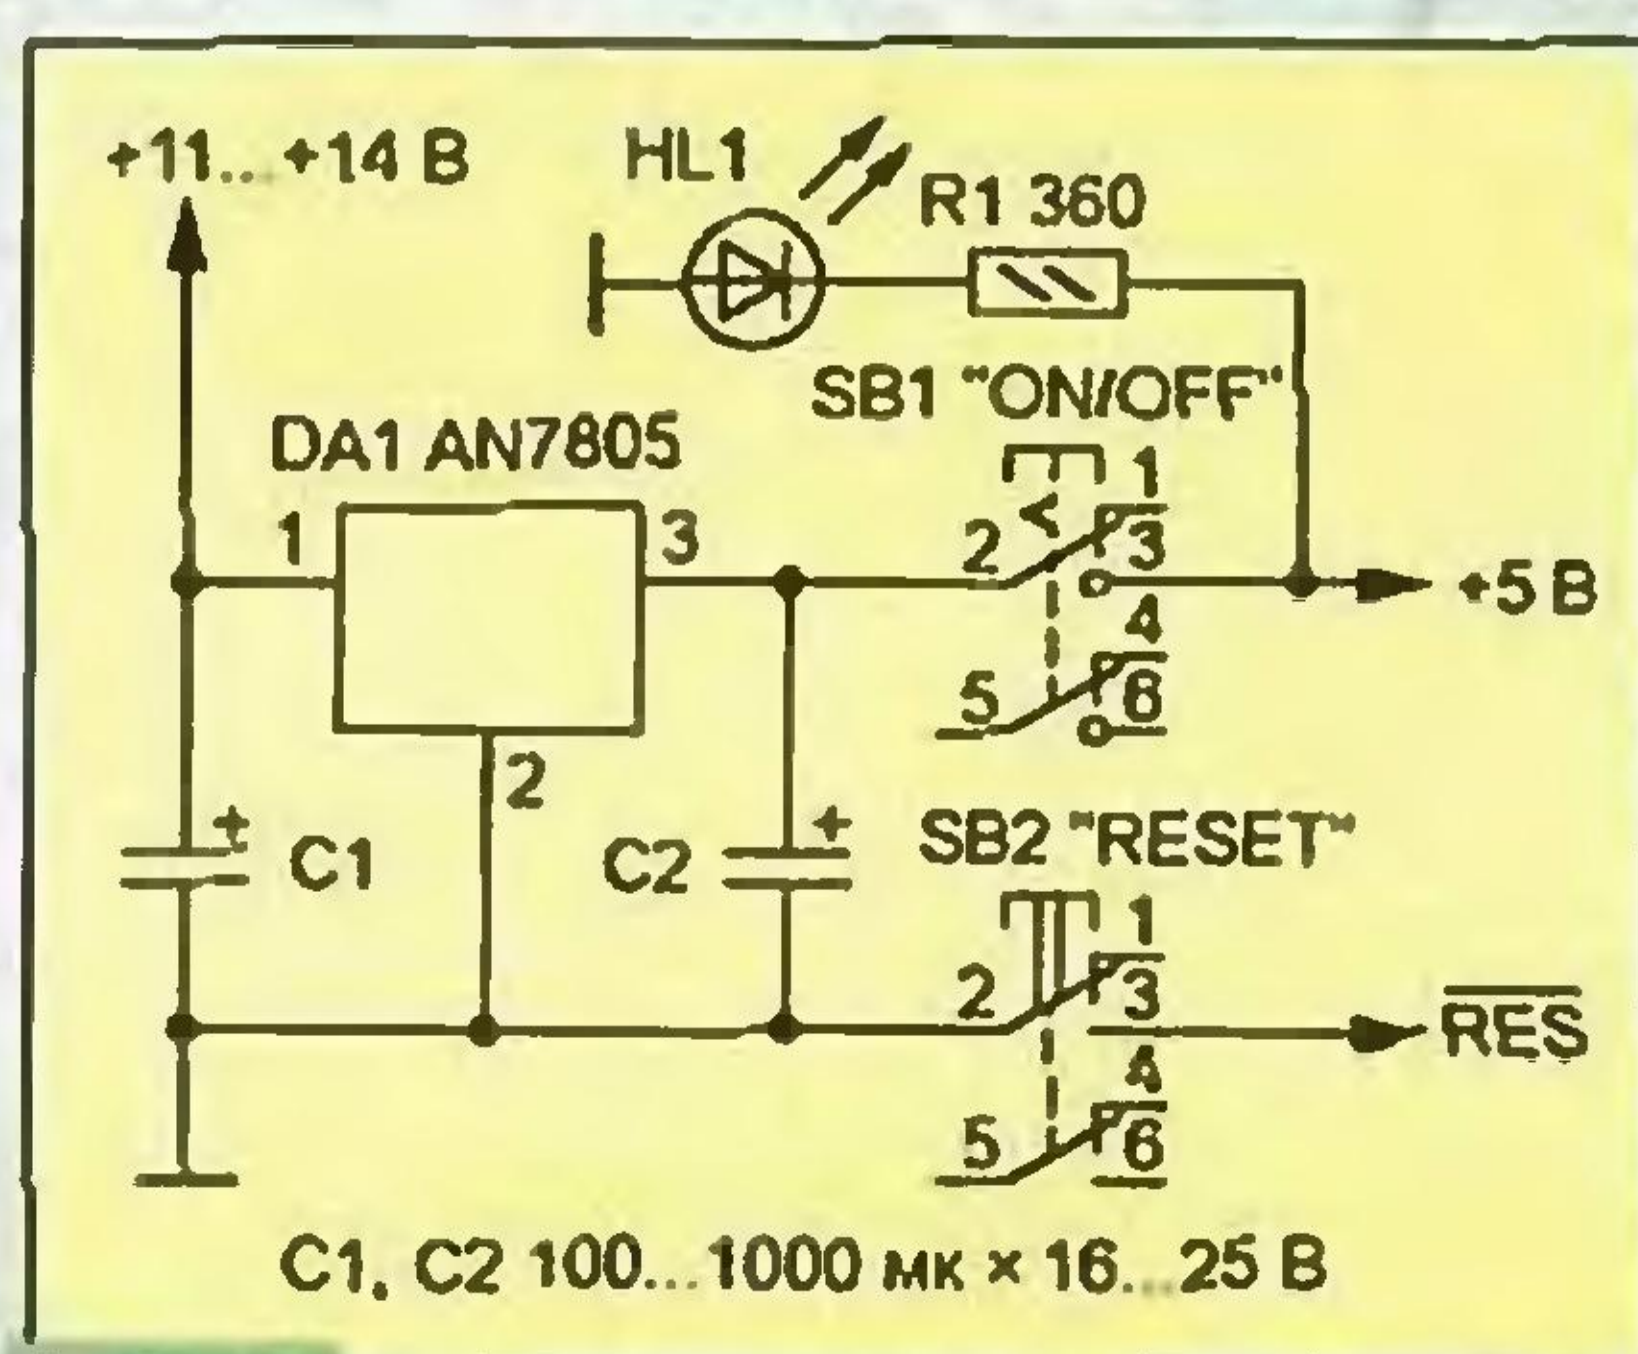 +11...+14 В
HL1
R1 360
SB1 "ON/OFF"
DA1 AN7805
1
3
2
2
1
3
4
5
6
+5 В
+
C1
+
C2
SB2 "RESET"
2
1
3
4
5
6
RES
C1, C2 100...1000 мк × 16...25 В